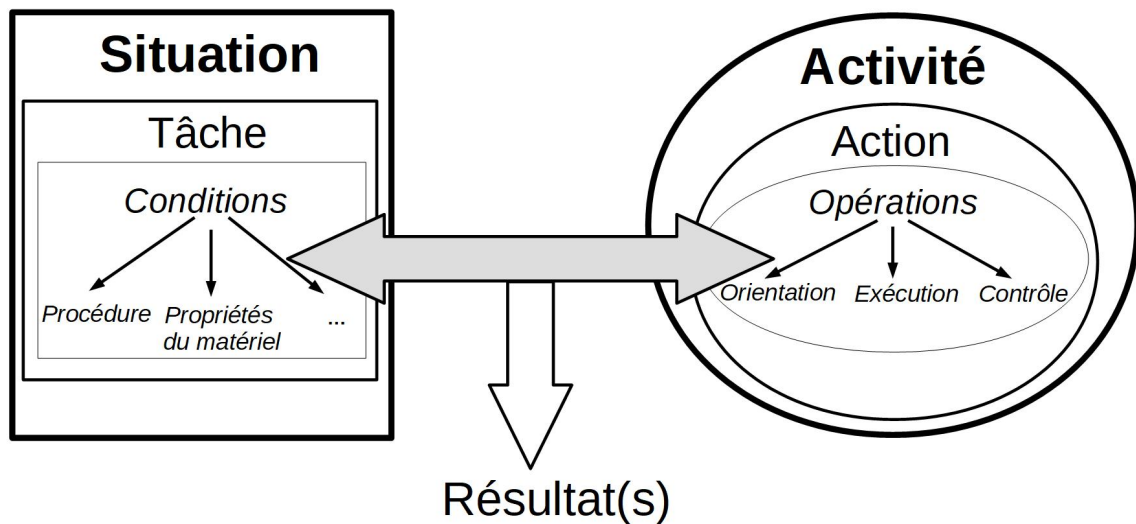 Situation
Tâche
Conditions
Procédure
Propriétés
du matériel
...
Activité
Action
Opérations
Orientation
Exécution
Contrôle
Résultat(s)